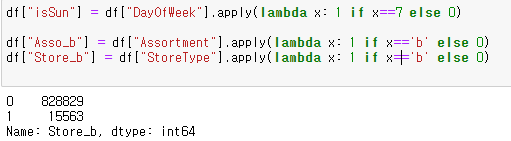 df["isSun"] = df["DayOfWeek"].apply(lambda x: 1 if x==7 else 0)
df["Asso_b"] = df["Assortment"].apply(lambda x: 1 if x=='b' else 0)
df["Store_b"] = df["StoreType"].apply(lambda x: 1 if x=='b' else 0)
0    828829
1     15563
Name: Store_b, dtype: int64